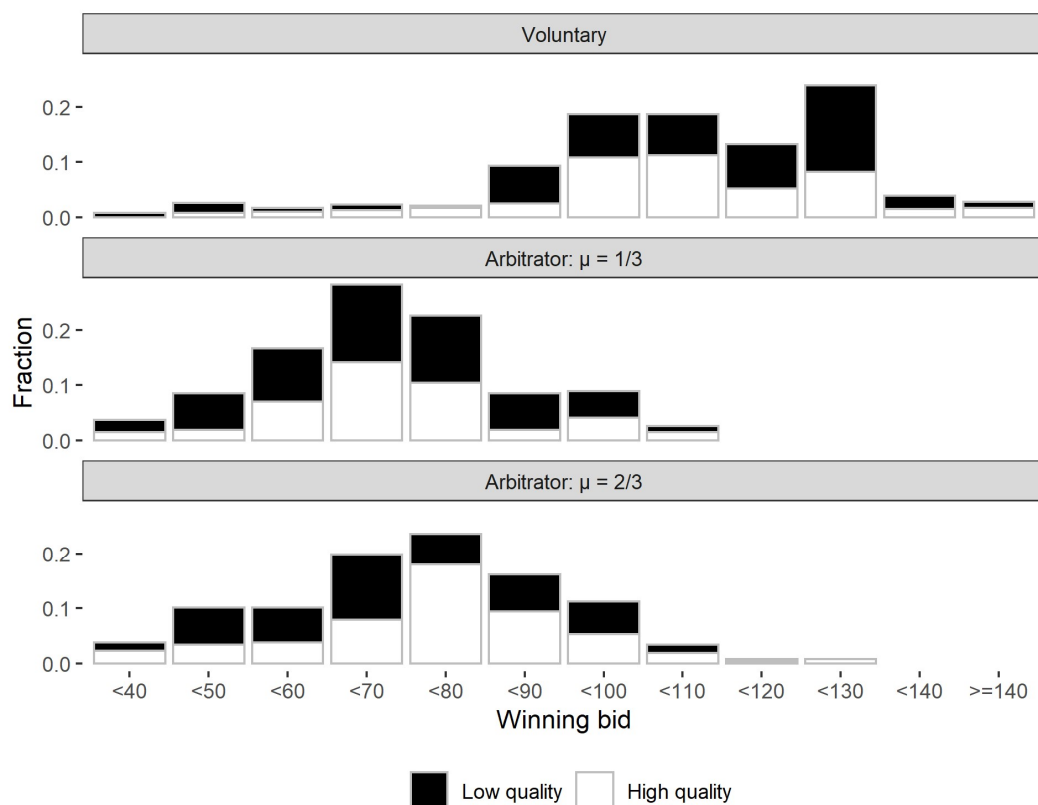 Voluntary
0.2
0.1
0.0
Arbitrator: μ = 1/3
0.2
0.1
0.0
Arbitrator: μ = 2/3
0.2
0.1
0.0
Fraction
<40 <50 <60 <70 <80 <90 <100 <110 <120 <130 <140 >=140
Winning bid
Low quality High quality